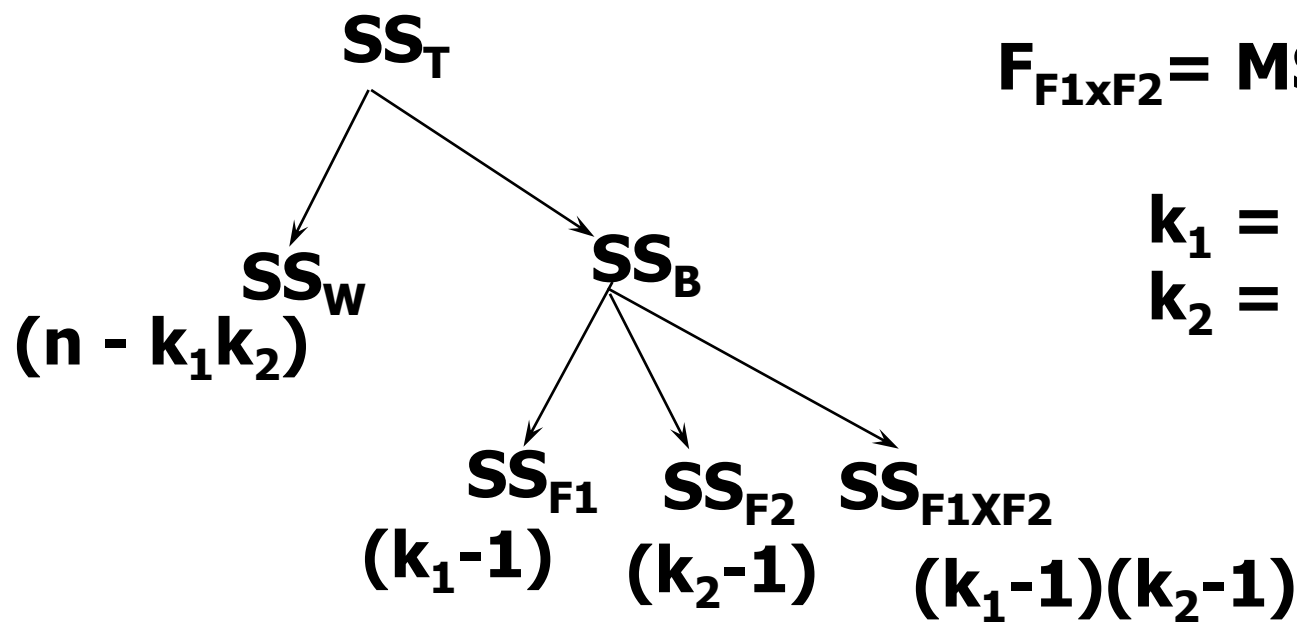 SS_T
F_F1xF2 = M
k_1 =
k_2 =
SS_W
SS_B
(n - k_1k_2)
SS_F1 SS_F2 SS_F1XF2
(k_1-1) (k_2-1) (k_1-1)(k_2-1)